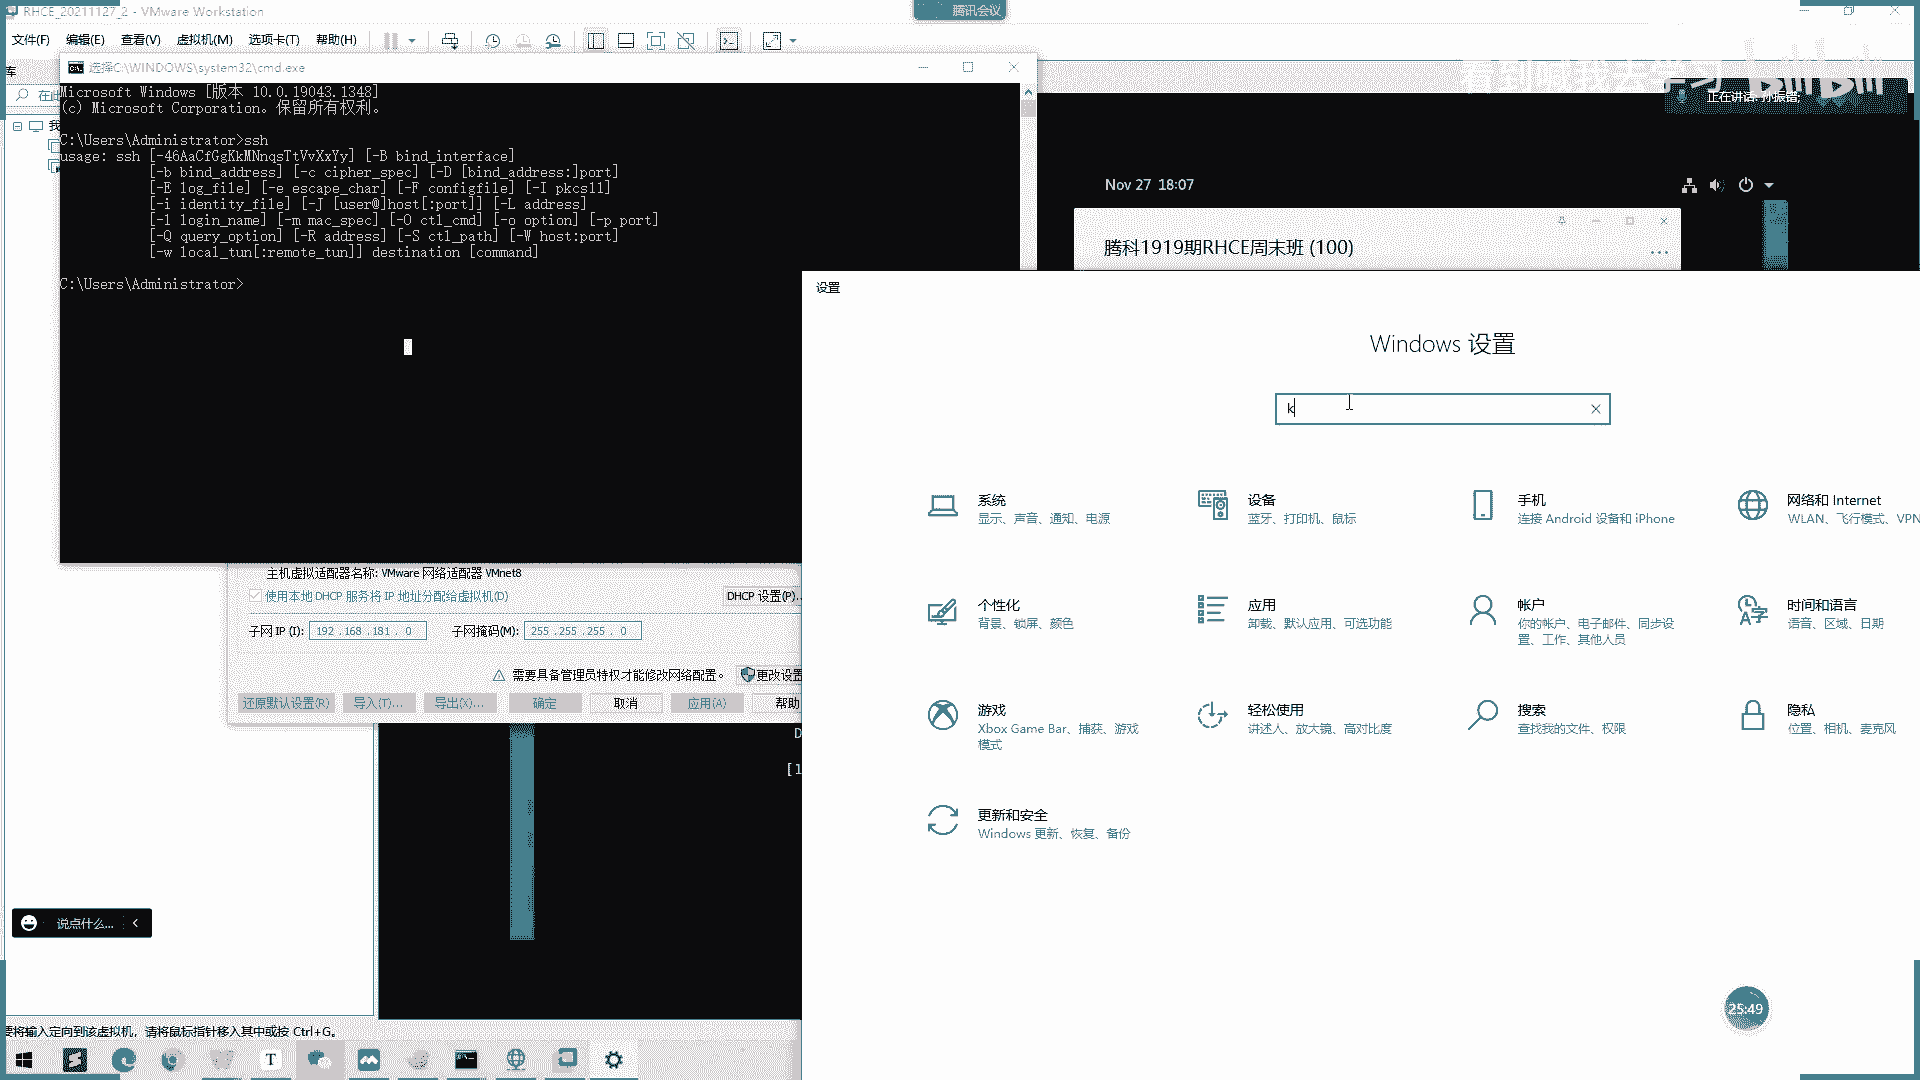 RHCE_20211127_2 - VMware Workstation
腾讯会议
文件(F) 编辑(E) 查看(V) 虚拟机(M) 选项卡(T) 帮助(H)
库
选择C:\WINDOWS\system32\cmd.exe
看到喊我去学习
bilibili
在此
正在讲话: 孙振锴;
Microsoft Windows [版本 10.0.19043.1348]
(c) Microsoft Corporation。保留所有权利。
我
C:\Users\Administrator>ssh
usage: ssh [-46AaCfGgKkMNnqsTtVvXxYy] [-B bind_interface]
[-b bind_address] [-c cipher_spec] [-D [bind_address:]port]
[-E log_file] [-e escape_char] [-F configfile] [-I pkcs11]
[-i identity_file] [-J [user@]host[:port]] [-L address]
[-l login_name] [-m mac_spec] [-O ctl_cmd] [-o option] [-p port]
[-Q query_option] [-R address] [-S ctl_path] [-W host:port]
[-w local_tun[:remote_tun]] destination [command]
C:\Users\Administrator>
Nov 27 18:07
腾科1919期RHCE周末班 (100)
设置
Windows 设置
k
系统
显示、声音、通知、电源
设备
蓝牙、打印机、鼠标
手机
连接 Android 设备和 iPhone
网络和 Internet
WLAN、飞行模式、VPN
个性化
背景、锁屏、颜色
应用
卸载、默认应用、可选功能
帐户
你的帐户、电子邮件、同步设
置、工作、其他人员
时间和语言
语音、区域、日期
游戏
Xbox Game Bar、捕获、游戏
模式
轻松使用
讲述人、放大镜、高对比度
搜索
查找我的文件、权限
隐私
位置、相机、麦克风
更新和安全
Windows 更新、恢复、备份
主机虚拟适配器名称: VMware 网络适配器 VMnet8
使用本地 DHCP 服务将 IP 地址分配给虚拟机(D)
DHCP 设置(P)...
子网 IP (I): 192 .168 .181 . 0 子网掩码(M): 255 .255 .255 . 0
需要具备管理员特权才能修改网络配置。
更改设置
还原默认设置(R) 导入(T)... 导出(X)... 确定 取消 应用(A) 帮助
D
[1
说点什么...
25:49
要将输入定向到该虚拟机，请将鼠标指针移入其中或按 Ctrl+G。